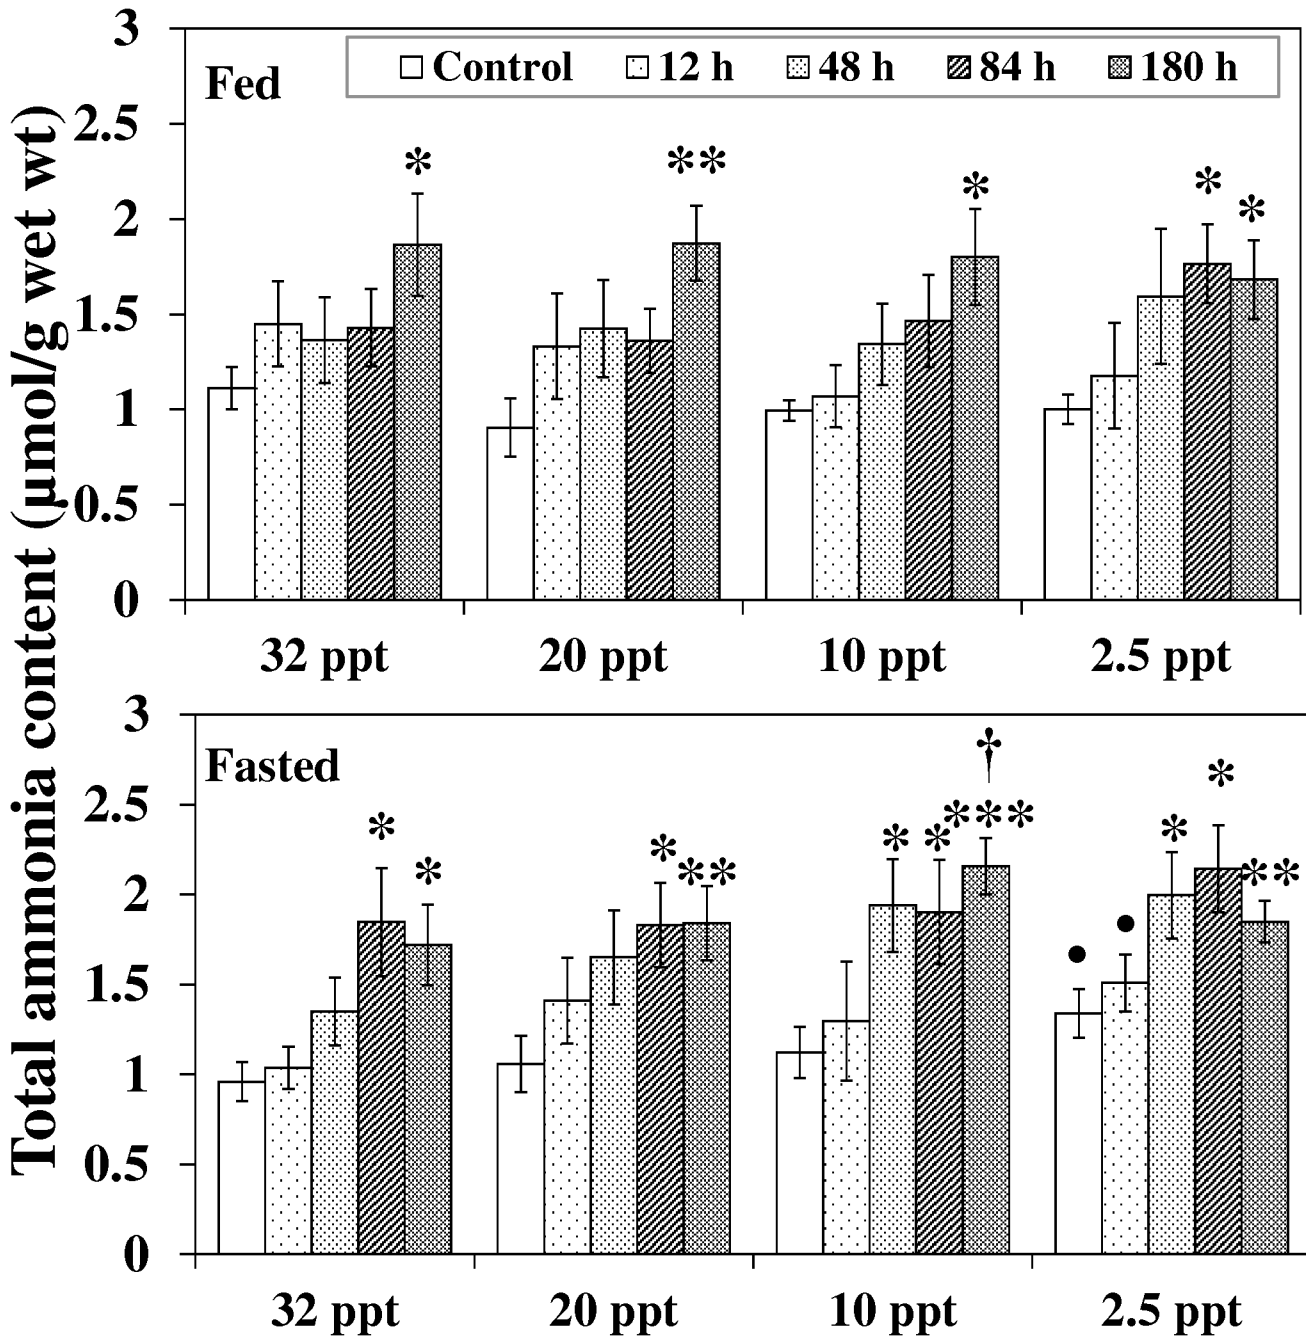 Total ammonia content (µmol/g wet wt)
3
Control 12 h 48 h 84 h 180 h
Fed
2.5
* ** * * *
2
1.5
1
0.5
0
32 ppt 20 ppt 10 ppt 2.5 ppt
3
Fasted
†
2.5
* * * ** * * *** * * **
2
• •
1.5
1
0.5
0
32 ppt 20 ppt 10 ppt 2.5 ppt